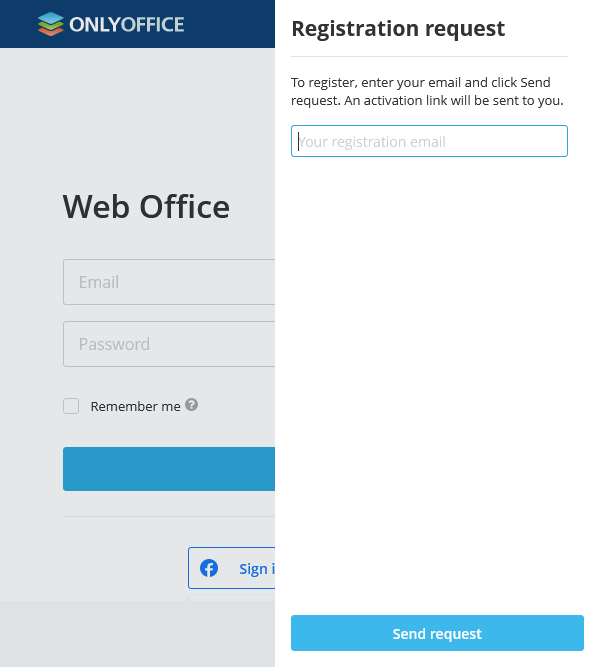 ONLYOFFICE
Registration request
To register, enter your email and click Send
request. An activation link will be sent to you.
Your registration email
Web Office
Email
Password
Remember me ?
Sign i
Send request